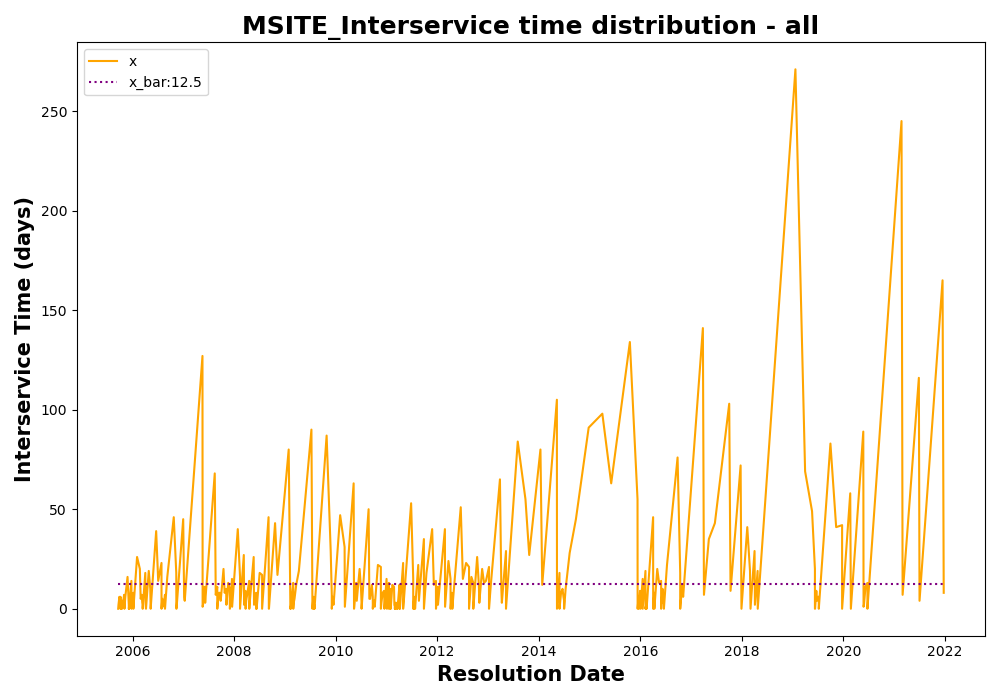 MSITE_Interservice time distribution - all
x
x_bar:12.5
Interservice Time (days)
250
200
150
100
50
0
2006 2008 2010 2012 2014 2016 2018 2020 2022
Resolution Date